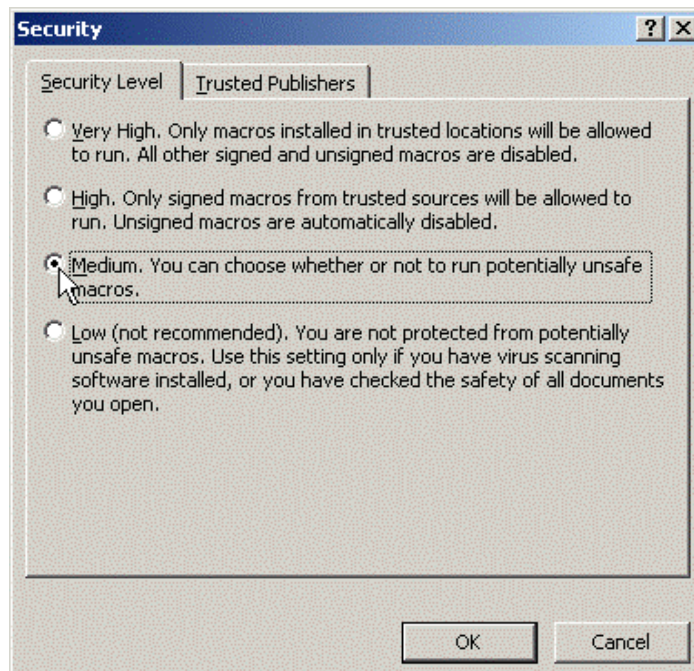 Security
Security Level
Trusted Publishers
Very High. Only macros installed in trusted locations will be allowed
to run. All other signed and unsigned macros are disabled.
High. Only signed macros from trusted sources will be allowed to
run. Unsigned macros are automatically disabled.
Medium. You can choose whether or not to run potentially unsafe
macros.
Low (not recommended). You are not protected from potentially
unsafe macros. Use this setting only if you have virus scanning
software installed, or you have checked the safety of all documents
you open.
OK
Cancel